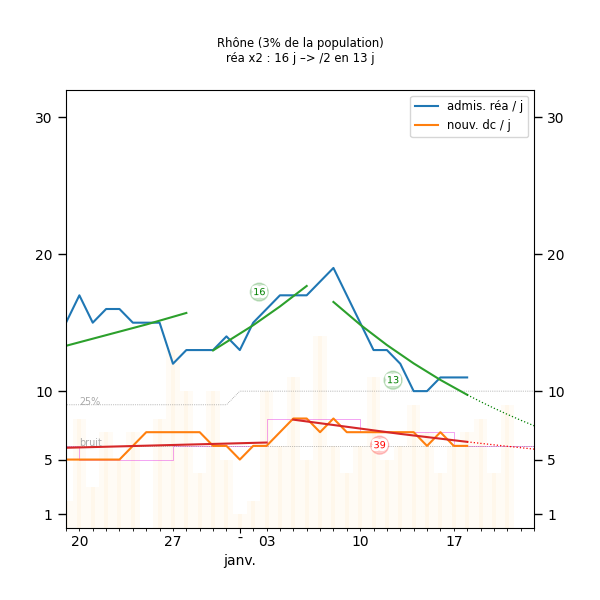 Rhône (3% de la population)
réa x2 : 16 j –> /2 en 13 j
admis. réa / j
nouv. dc / j
30 30
20 20
16
13
10 10
25%
bruit
39
5 5
1 1
20 27 - 03 10 17
janv.